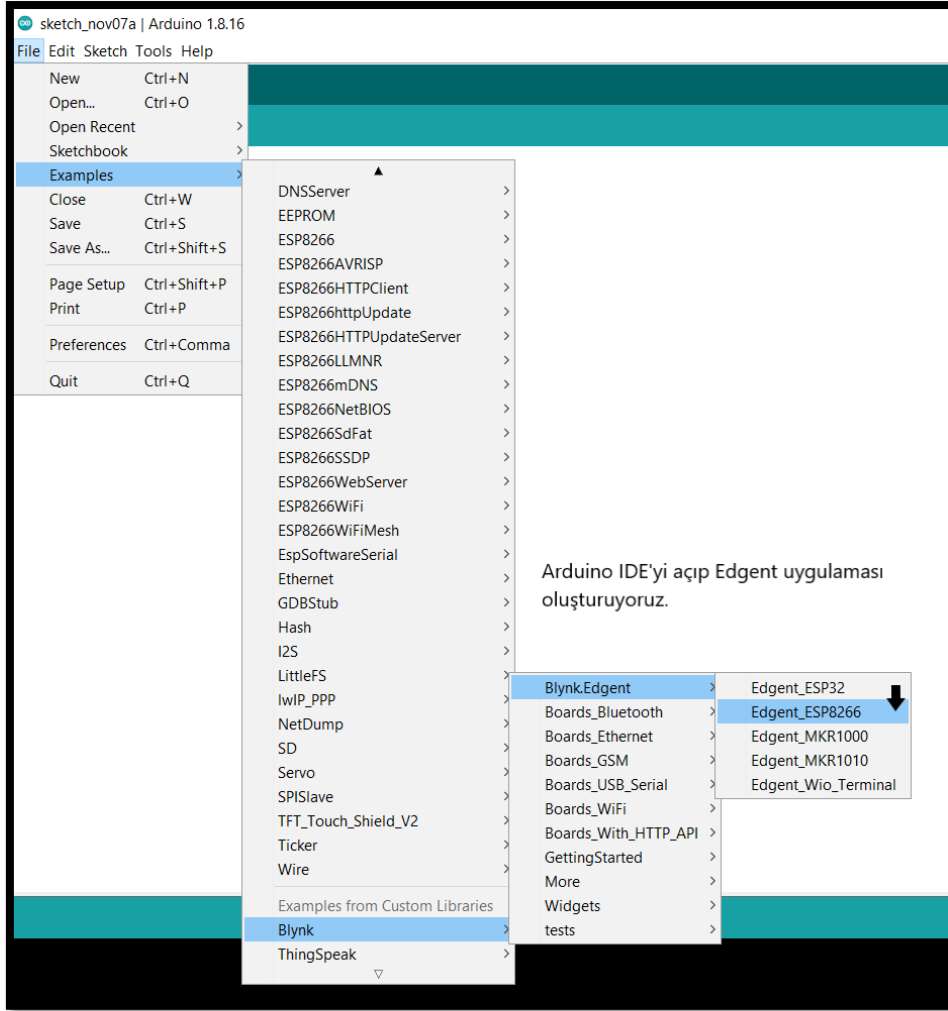 sketch_nov07a | Arduino 1.8.16
File Edit Sketch Tools Help
New Ctrl+N
Open... Ctrl+O
Open Recent
Sketchbook
Examples
Close Ctrl+W
Save Ctrl+S
Save As... Ctrl+Shift+S
Page Setup Ctrl+Shift+P
Print Ctrl+P
Preferences Ctrl+Comma
Quit Ctrl+Q
DNSServer
EEPROM
ESP8266
ESP8266AVRISP
ESP8266HTTPClient
ESP8266httpUpdate
ESP8266HTTPUpdateServer
ESP8266LLMNR
ESP8266mDNS
ESP8266NetBIOS
ESP8266SdFat
ESP8266SSDP
ESP8266WebServer
ESP8266WiFi
ESP8266WiFiMesh
EspSoftwareSerial
Ethernet
GDBStub
Hash
I2S
LittleFS
lwIP_PPP
NetDump
SD
Servo
SPISlave
TFT_Touch_Shield_V2
Ticker
Wire
Examples from Custom Libraries
Blynk
ThingSpeak
Arduino IDE'yi açıp Edgent uygulaması
oluşturuyoruz.
Blynk.Edgent
Boards_Bluetooth
Boards_Ethernet
Boards_GSM
Boards_USB_Serial
Boards_WiFi
Boards_With_HTTP_API
GettingStarted
More
Widgets
tests
Edgent_ESP32
Edgent_ESP8266
Edgent_MKR1000
Edgent_MKR1010
Edgent_Wio_Terminal